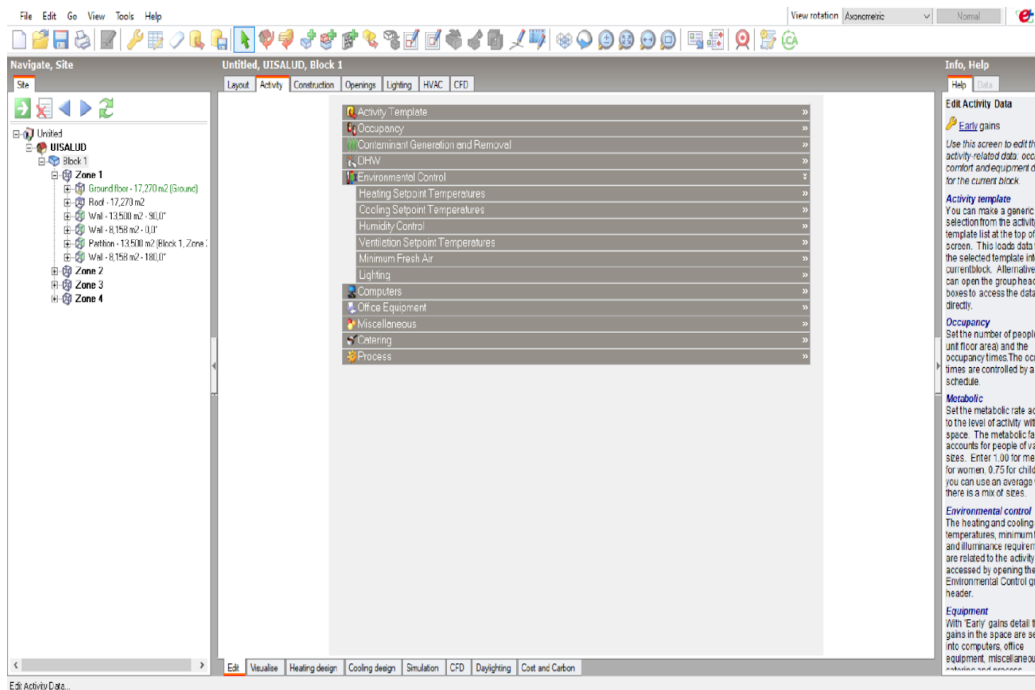 File Edit Go View Tools Help
View rotation Axonometric
Normal
Navigate, Site
Untitled, UISALUD, Block 1
Info, Help
Site
Layout Activity Construction Openings Lighting HVAC CFD
Help Data
Untitled
UISALUD
Block 1
Zone 1
Ground floor - 17,270 m2 (Ground)
Roof - 17,270 m2
Wall - 13,500 m2 - 90,0°
Wall - 8,158 m2 - 0,0°
Partition - 13,500 m2 (Block 1, Zone
Wall - 8,158 m2 - 180,0°
Zone 2
Zone 3
Zone 4
Activity Template
Occupancy
Contaminant Generation and Removal
DHW
Environmental Control
Heating Setpoint Temperatures
Cooling Setpoint Temperatures
Humidity Control
Ventilation Setpoint Temperatures
Minimum Fresh Air
Lighting
Computers
Office Equipment
Miscellaneous
Catering
Process
Edit Activity Data
Early gains
Use this screen to edit th
activity-related data: occ
comfort and equipment d
for the current block.
Activity template
You can make a generic
selection from the activit
template list at the top of
screen. This loads data
the selected template int
current block. Alternative
can open the group head
boxes to access the data
directly.
Occupancy
Set the number of people
unit floor area) and the
occupancy times. The occ
times are controlled by a
schedule.
Metabolic
Set the metabolic rate ac
to the level of activity with
space. The metabolic fa
accounts for people of va
sizes. Enter 1.00 for me
for women, 0.75 for child
you can use an average
there is a mix of sizes.
Environmental control
The heating and cooling
temperatures, minimum f
and illuminance requirem
are related to the activity
accessed by opening the
Environmental Control gr
header.
Equipment
With 'Early' gains detail t
gains in the space are se
into computers, office
equipment, miscellaneou
catering and process
Edit Visualise Heating design Cooling design Simulation CFD Daylighting Cost and Carbon
Edit Activity Data...